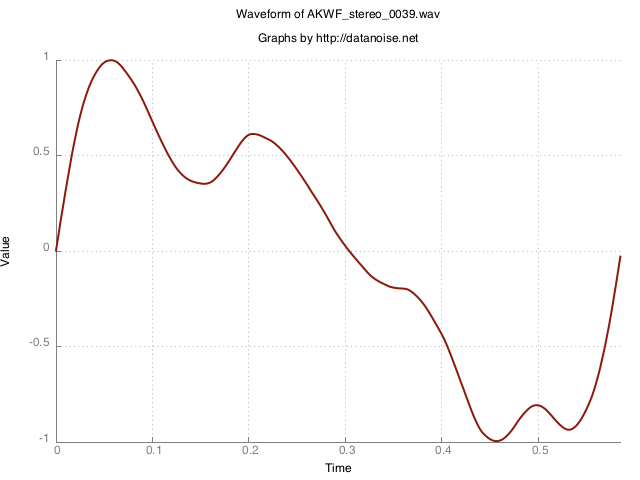 Waveform of AKWF_stereo_0039.wav
Graphs by http://datanoise.net
1
0.5
0
-0.5
-1
Value
0 0.1 0.2 0.3 0.4 0.5
Time